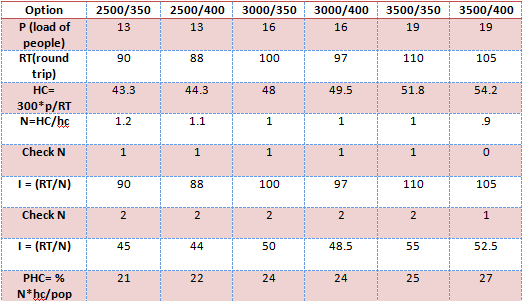 Option 2500/350 2500/400 3000/350 3000/400 3500/350 3500/400
P (load of people) 13 13 16 16 19 19
RT(round trip) 90 88 100 97 110 105
HC= 300*p/RT 43.3 44.3 48 49.5 51.8 54.2
N=HC/hc 1.2 1.1 1 1 1 .9
Check N 1 1 1 1 1 0
I = (RT/N) 90 88 100 97 110 105
Check N 2 2 2 2 2 1
I = (RT/N) 45 44 50 48.5 55 52.5
PHC= % N*hc/pop 21 22 24 24 25 27